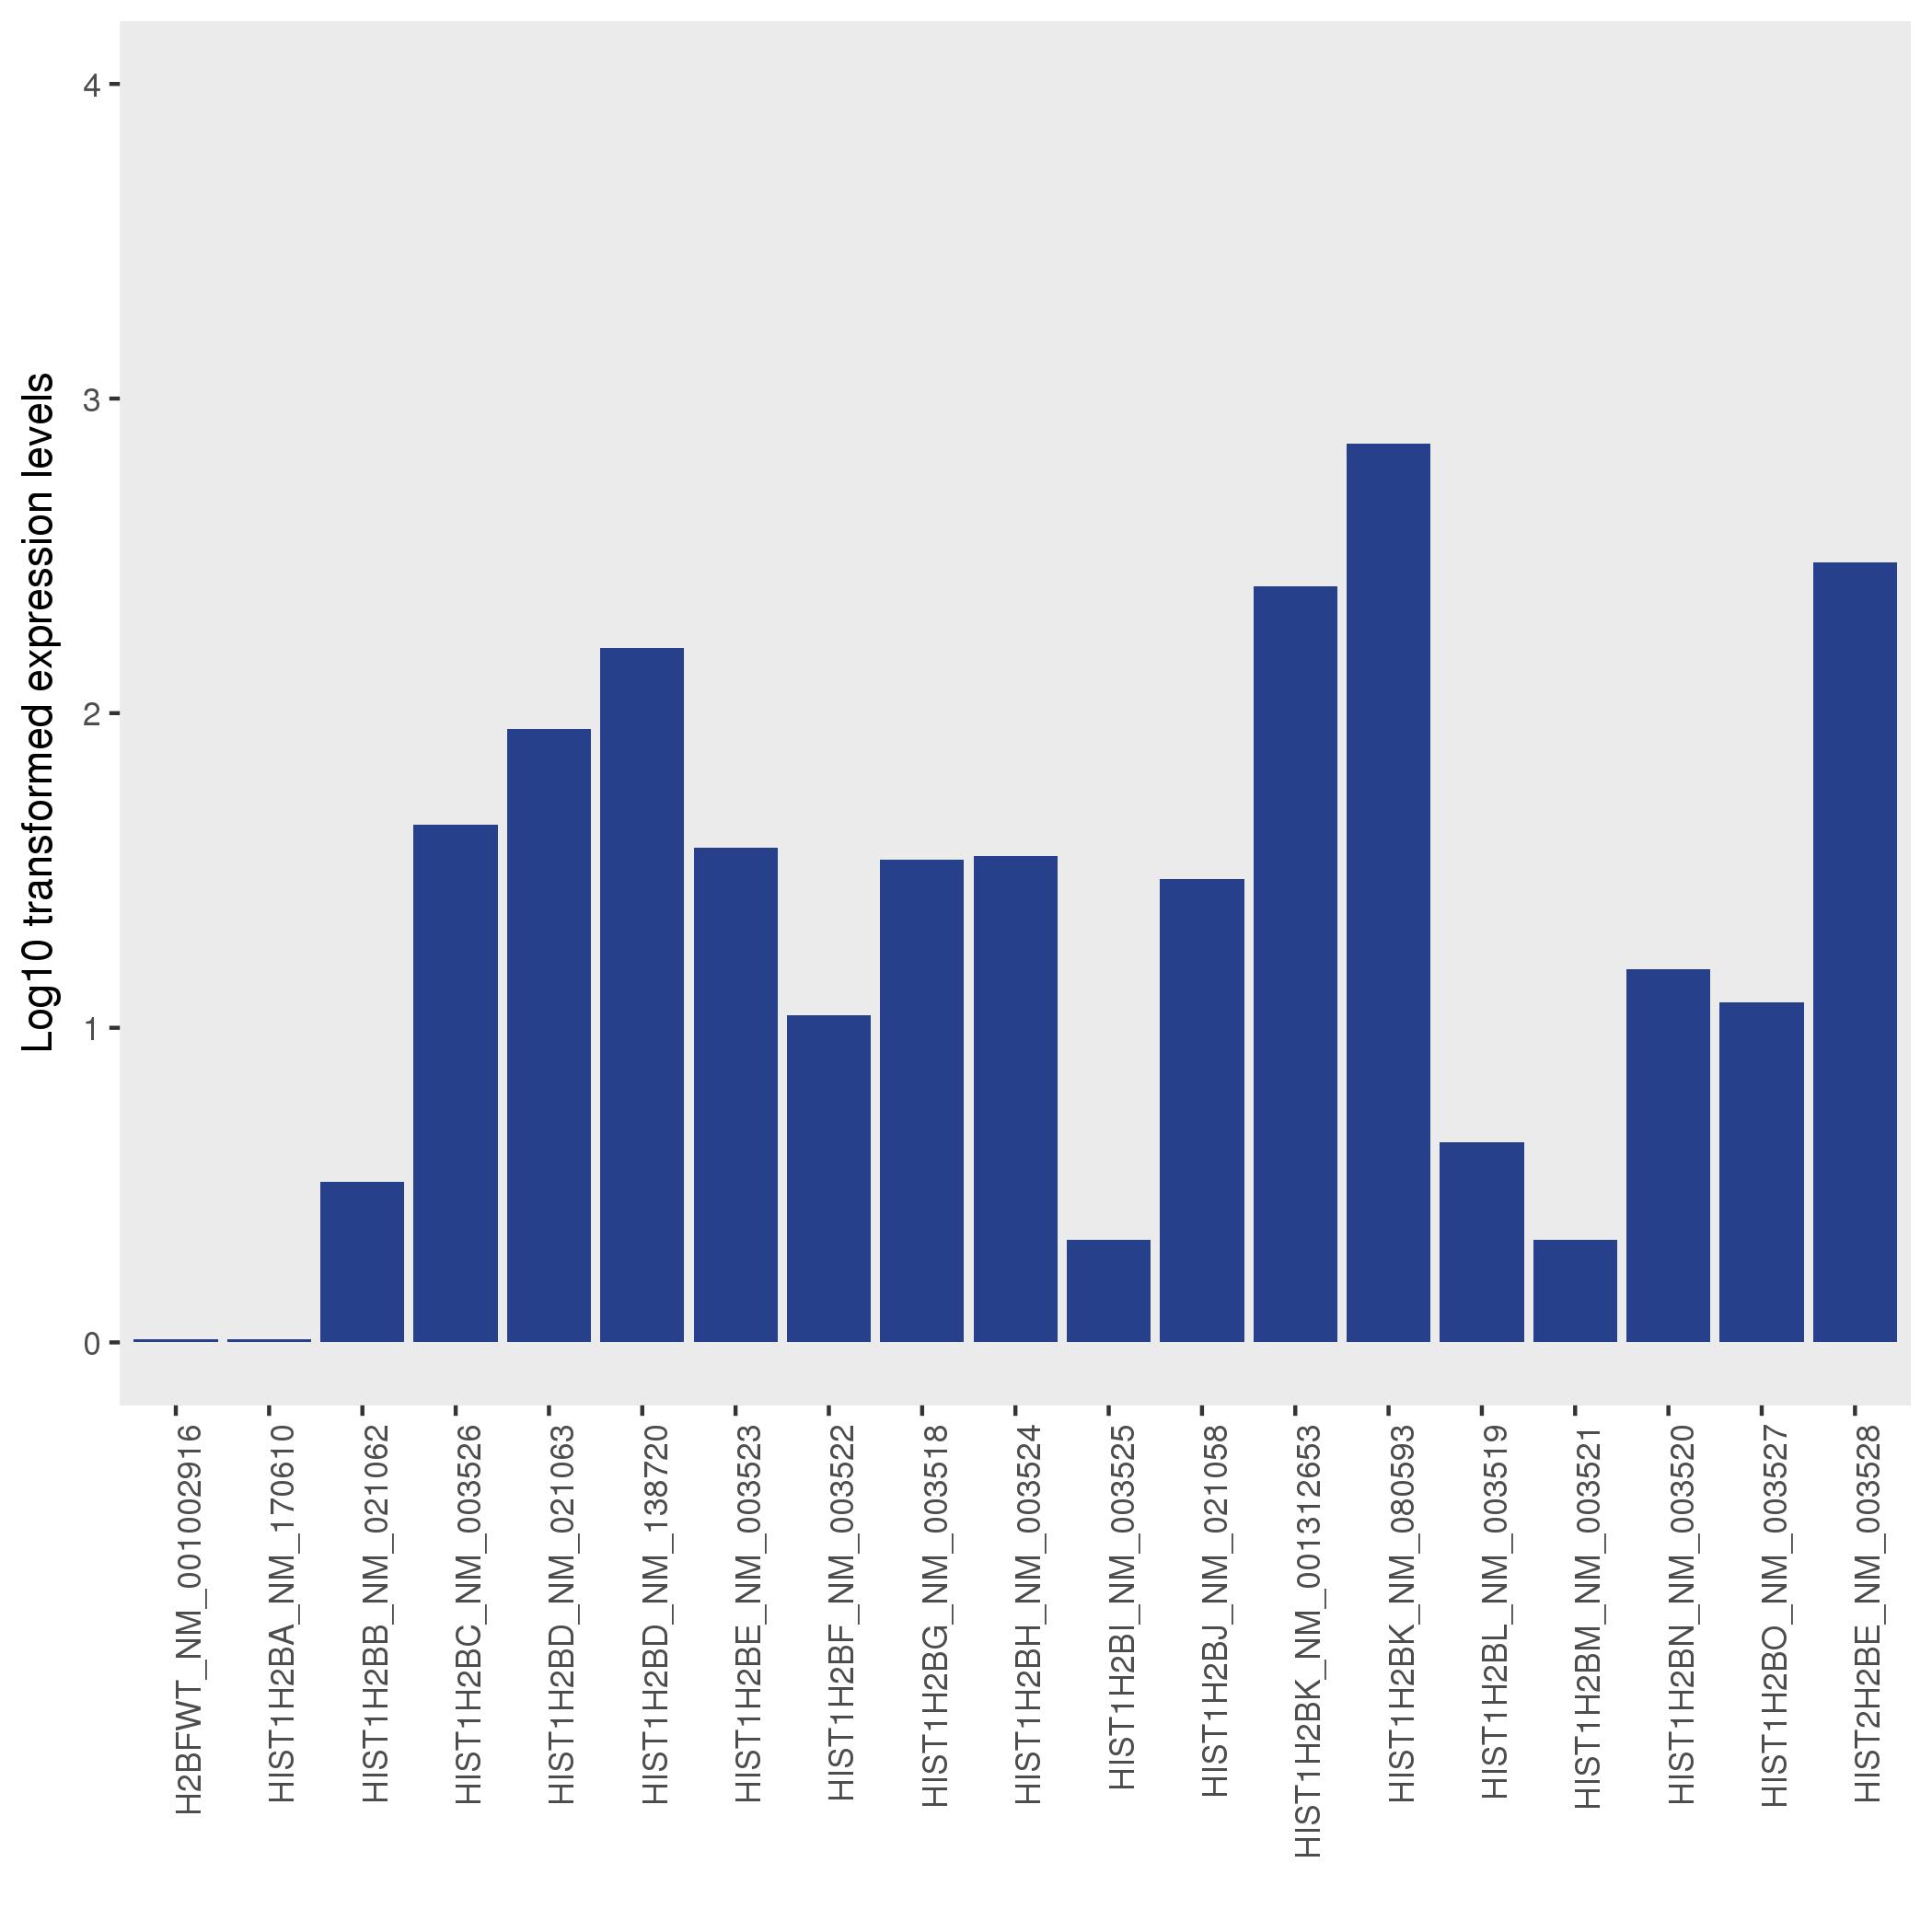 Log10 transformed expression levels
4
3
2
1
0
H2BFWT_NM_001002916
HIST1H2BA_NM_170610
HIST1H2BB_NM_021062
HIST1H2BC_NM_003526
HIST1H2BD_NM_021063
HIST1H2BD_NM_138720
HIST1H2BE_NM_003523
HIST1H2BF_NM_003522
HIST1H2BG_NM_003518
HIST1H2BH_NM_003524
HIST1H2BI_NM_003525
HIST1H2BJ_NM_021058
HIST1H2BK_NM_001312653
HIST1H2BK_NM_080593
HIST1H2BL_NM_003519
HIST1H2BM_NM_003521
HIST1H2BN_NM_003520
HIST1H2BO_NM_003527
HIST2H2BE_NM_003528